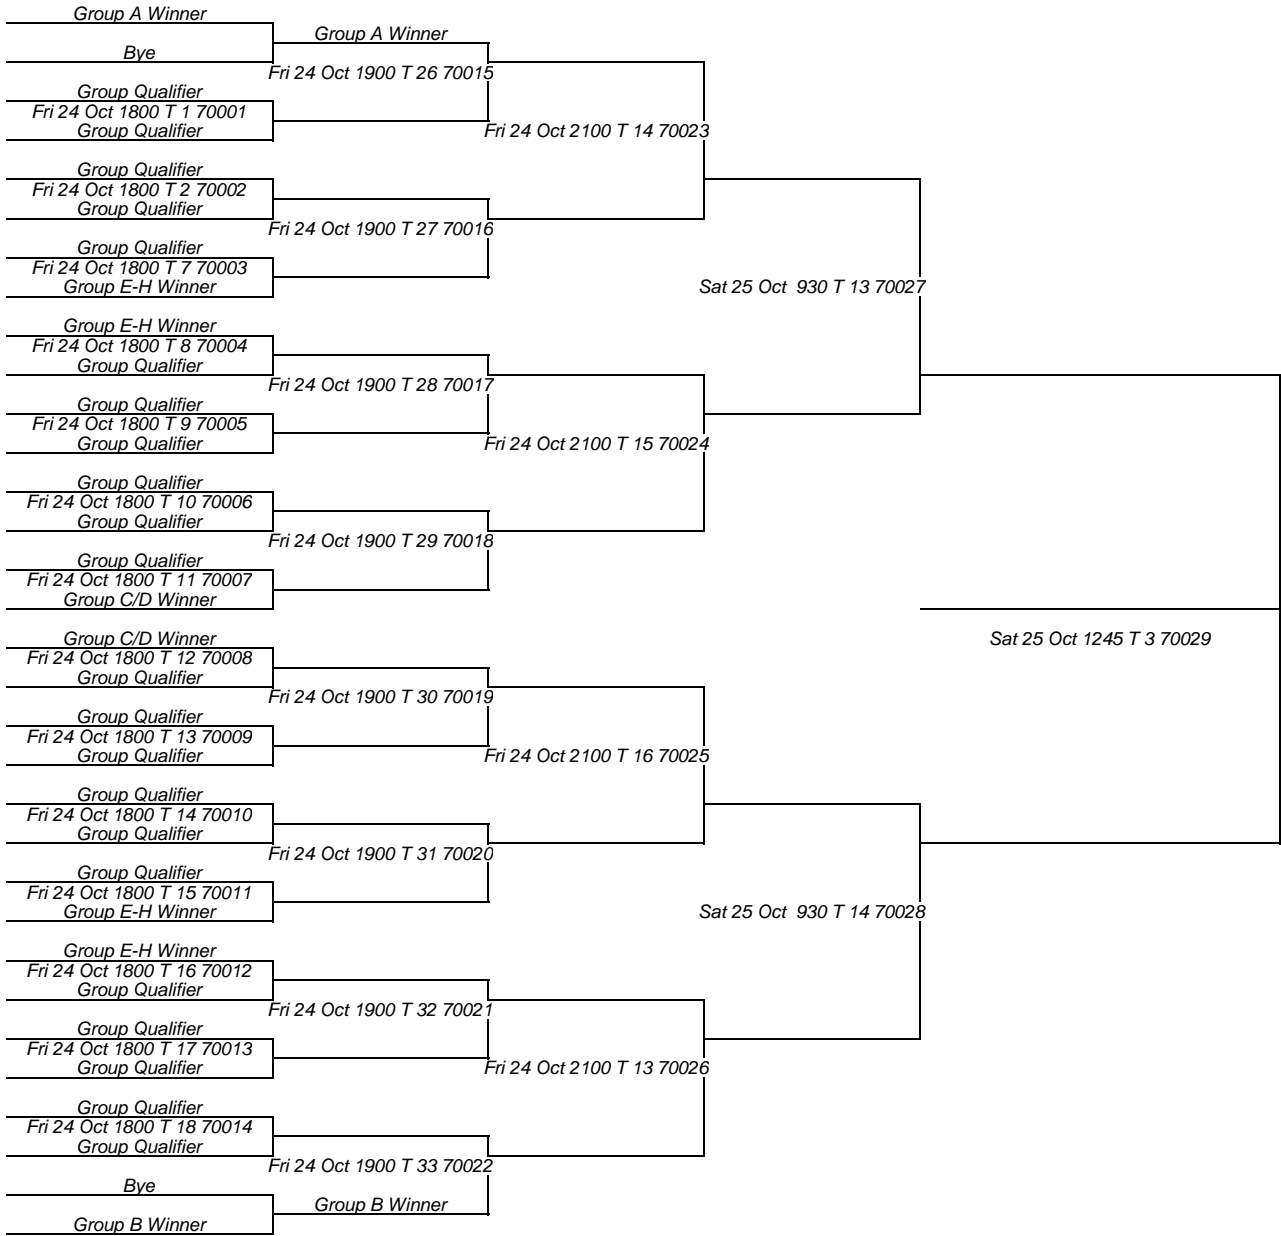 Group A Winner
Group A Winner
Bye
Fri 24 Oct 1900 T 26 70015
Group Qualifier
Fri 24 Oct 1800 T 1 70001
Group Qualifier
Fri 24 Oct 2100 T 14 70023
Group Qualifier
Fri 24 Oct 1800 T 2 70002
Group Qualifier
Fri 24 Oct 1900 T 27 70016
Group Qualifier
Fri 24 Oct 1800 T 7 70003
Group E-H Winner
Sat 25 Oct 930 T 13 70027
Group E-H Winner
Fri 24 Oct 1800 T 8 70004
Group Qualifier
Fri 24 Oct 1900 T 28 70017
Group Qualifier
Fri 24 Oct 1800 T 9 70005
Group Qualifier
Fri 24 Oct 2100 T 15 70024
Group Qualifier
Fri 24 Oct 1800 T 10 70006
Group Qualifier
Fri 24 Oct 1900 T 29 70018
Group Qualifier
Fri 24 Oct 1800 T 11 70007
Group C/D Winner
Group C/D Winner
Sat 25 Oct 1245 T 3 70029
Fri 24 Oct 1800 T 12 70008
Group Qualifier
Fri 24 Oct 1900 T 30 70019
Group Qualifier
Fri 24 Oct 1800 T 13 70009
Group Qualifier
Fri 24 Oct 2100 T 16 70025
Group Qualifier
Fri 24 Oct 1800 T 14 70010
Group Qualifier
Fri 24 Oct 1900 T 31 70020
Group Qualifier
Fri 24 Oct 1800 T 15 70011
Group E-H Winner
Sat 25 Oct 930 T 14 70028
Group E-H Winner
Fri 24 Oct 1800 T 16 70012
Group Qualifier
Fri 24 Oct 1900 T 32 70021
Group Qualifier
Fri 24 Oct 1800 T 17 70013
Group Qualifier
Fri 24 Oct 2100 T 13 70026
Group Qualifier
Fri 24 Oct 1800 T 18 70014
Group Qualifier
Fri 24 Oct 1900 T 33 70022
Bye
Group B Winner
Group B Winner